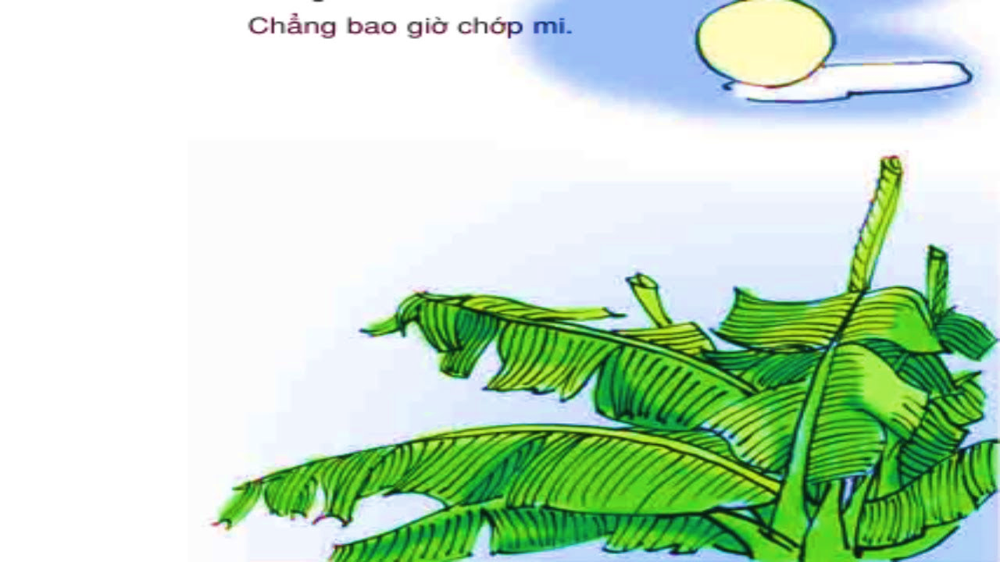 Chẳng bao giờ chớp mi.